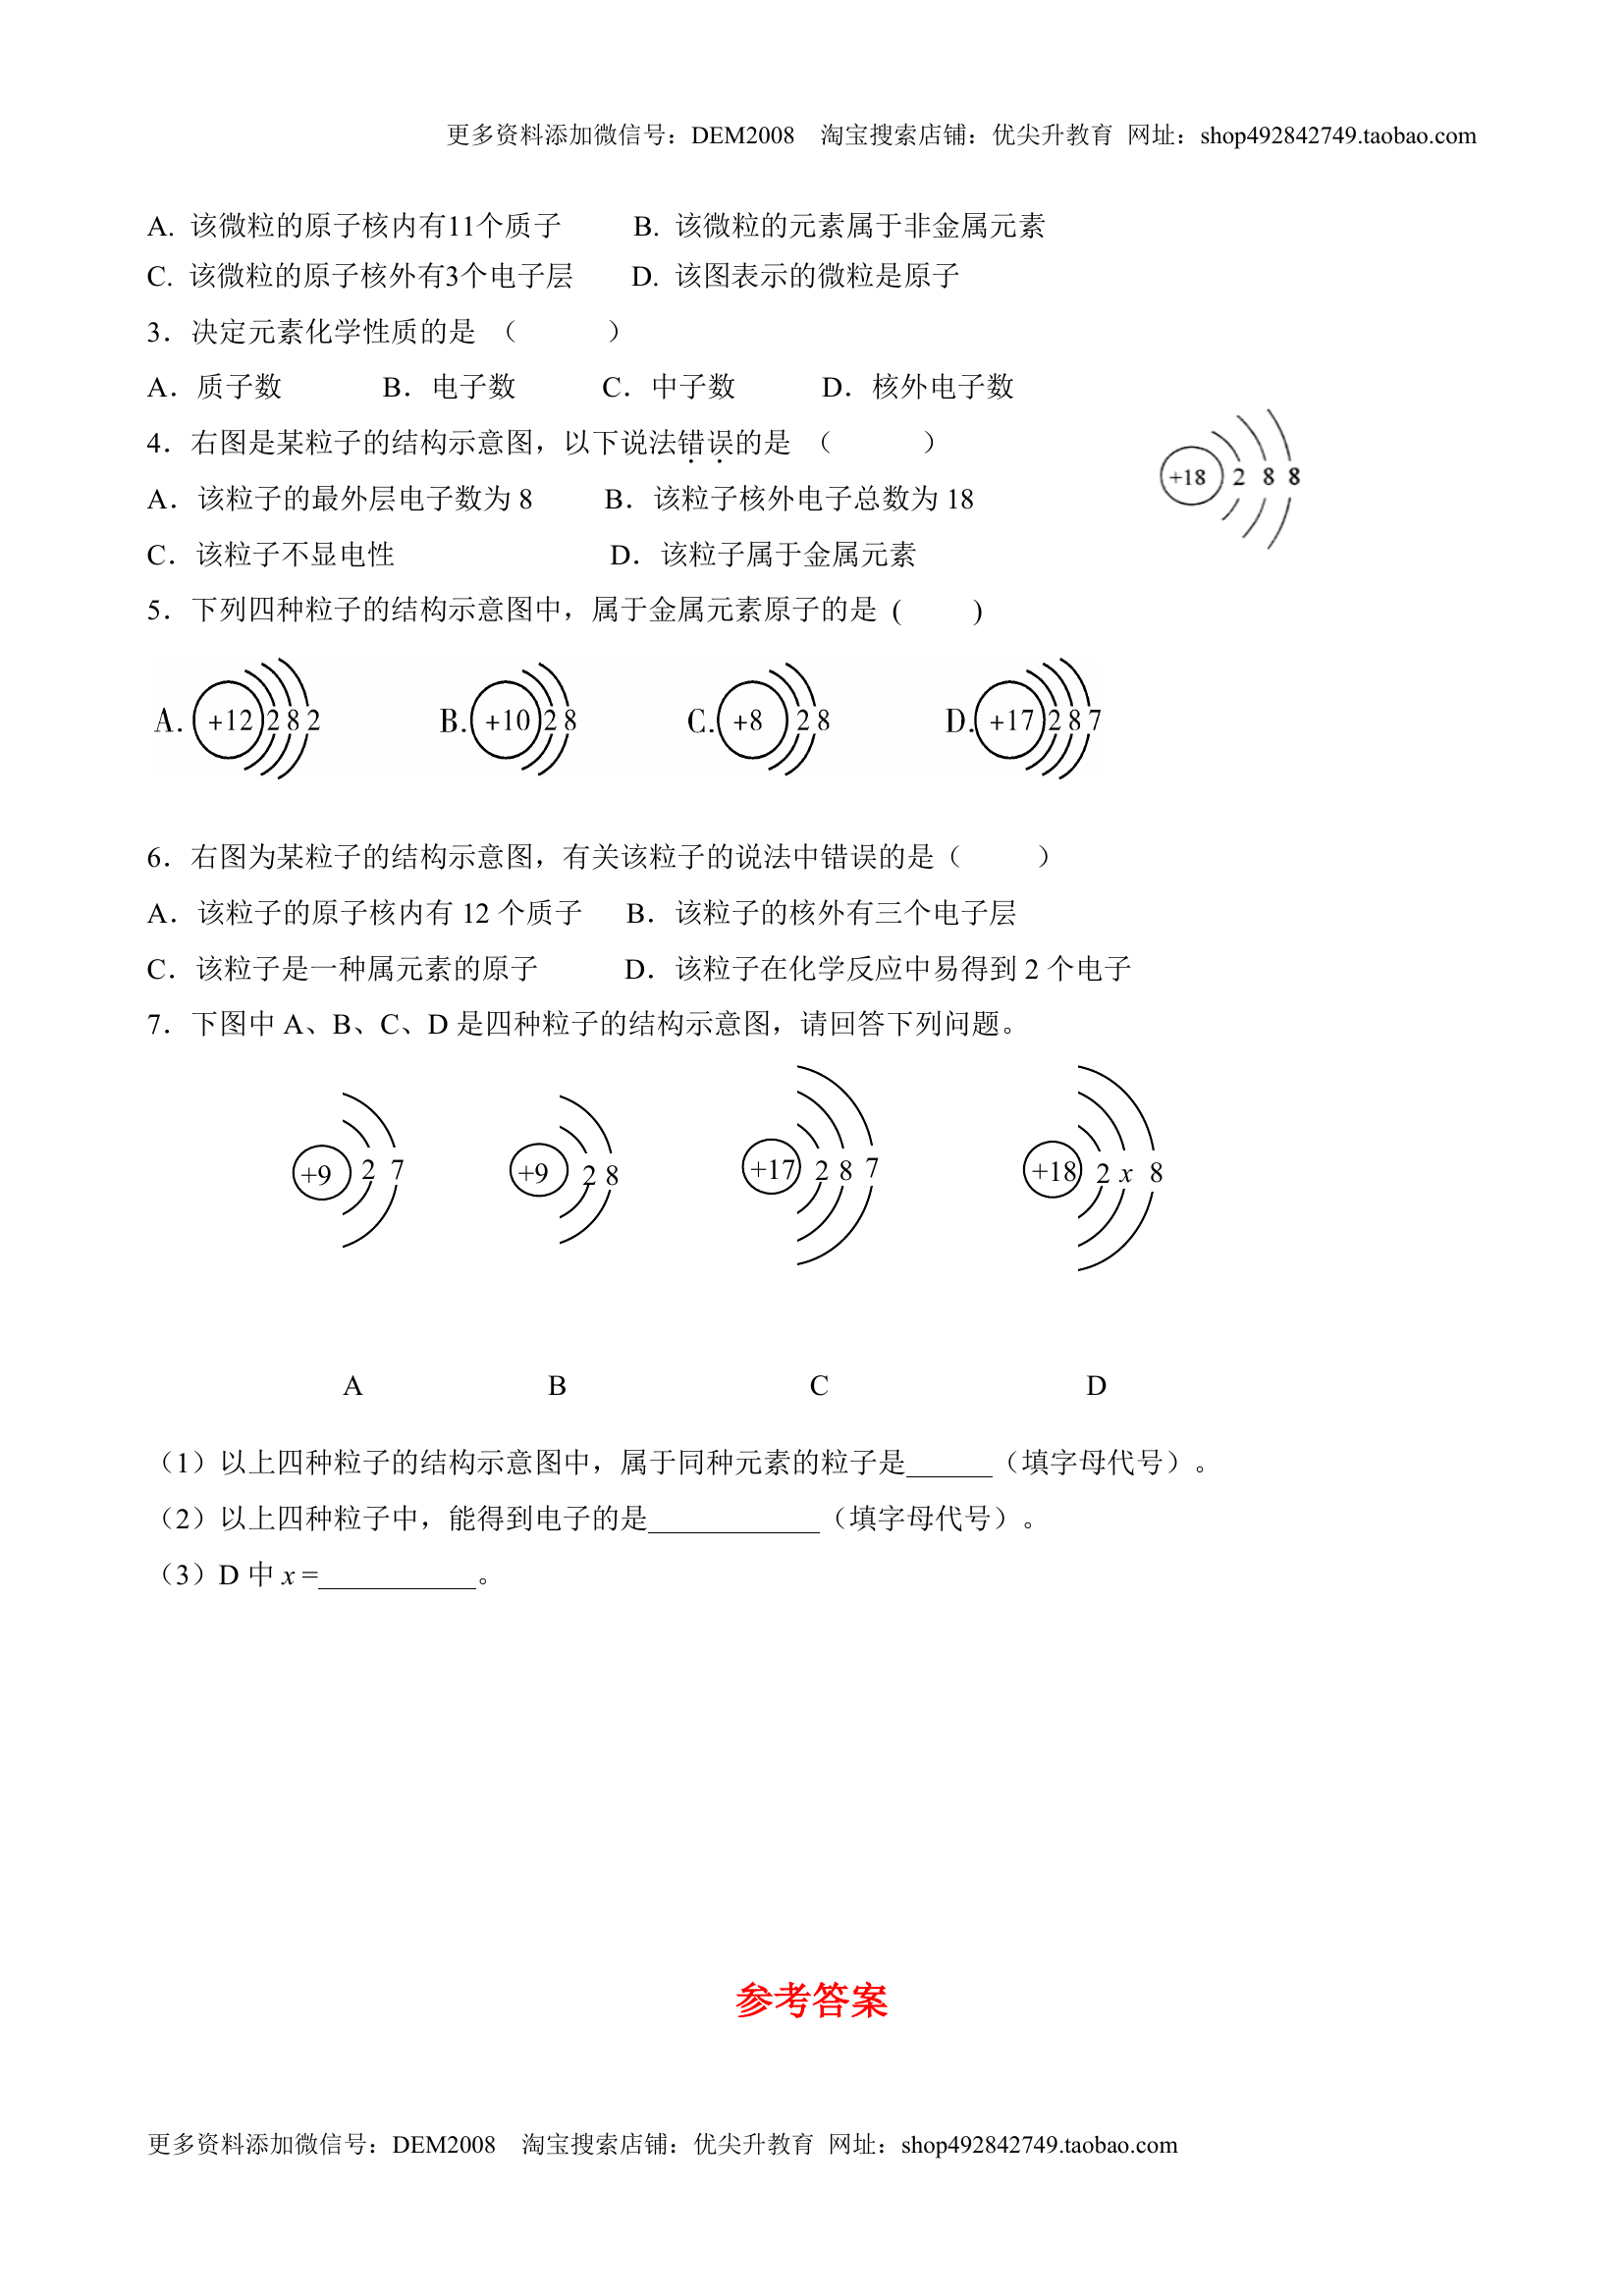 更多资料添加微信号：DEM2008 淘宝搜索店铺：优尖升教育 网址：shop492842749.taobao.com
A. 该微粒的原子核内有11个质子 B. 该微粒的元素属于非金属元素
C. 该微粒的原子核外有3个电子层 D. 该图表示的微粒是原子
3．决定元素化学性质的是 （ ）
A．质子数 B．电子数 C．中子数 D．核外电子数
4．右图是某粒子的结构示意图，以下说法错误的是 （ ）
+18 2 8 8
A．该粒子的最外层电子数为 8 B．该粒子核外电子总数为 18
C．该粒子不显电性 D．该粒子属于金属元素
5．下列四种粒子的结构示意图中，属于金属元素原子的是 ( )
A. +12 2 8 2 B. +10 2 8 C. +8 2 8 D. +17 2 8 7
6．右图为某粒子的结构示意图，有关该粒子的说法中错误的是（ ）
A．该粒子的原子核内有 12 个质子 B．该粒子的核外有三个电子层
C．该粒子是一种属元素的原子 D．该粒子在化学反应中易得到 2 个电子
7．下图中 A、B、C、D 是四种粒子的结构示意图，请回答下列问题。
+9 2 7 +9 2 8 +17 2 8 7 +18 2 x 8
A B C D
（1）以上四种粒子的结构示意图中，属于同种元素的粒子是______（填字母代号）。
（2）以上四种粒子中，能得到电子的是____________（填字母代号）。
（3）D 中 x =___________。
参考答案
更多资料添加微信号：DEM2008 淘宝搜索店铺：优尖升教育 网址：shop492842749.taobao.com